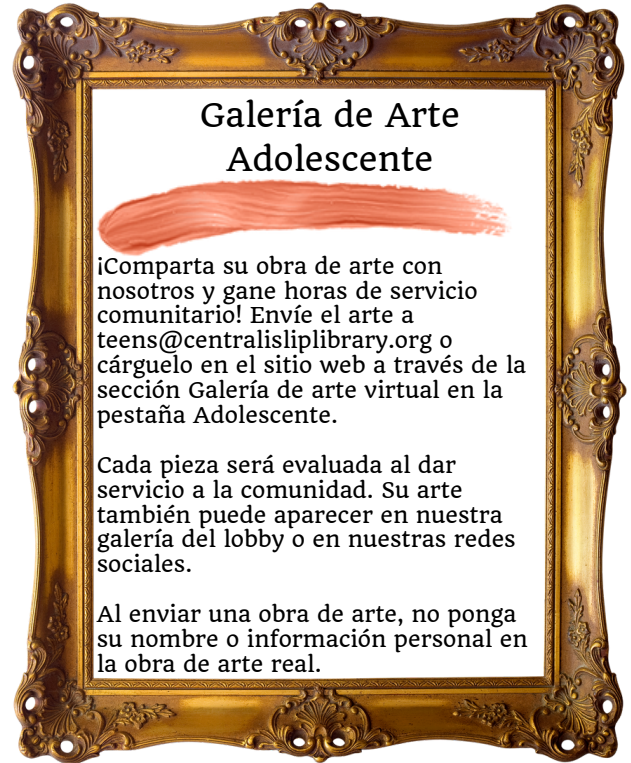 Galería de Arte
Adolescente
¡Comparta su obra de arte con
nosotros y gane horas de servicio
comunitario! Envíe el arte a
teens@centralisliplibrary.org o
cárguelo en el sitio web a través de la
sección Galería de arte virtual en la
pestaña Adolescente.
Cada pieza será evaluada al dar
servicio a la comunidad. Su arte
también puede aparecer en nuestra
galería del lobby o en nuestras redes
sociales.
Al enviar una obra de arte, no ponga
su nombre o información personal en
la obra de arte real.